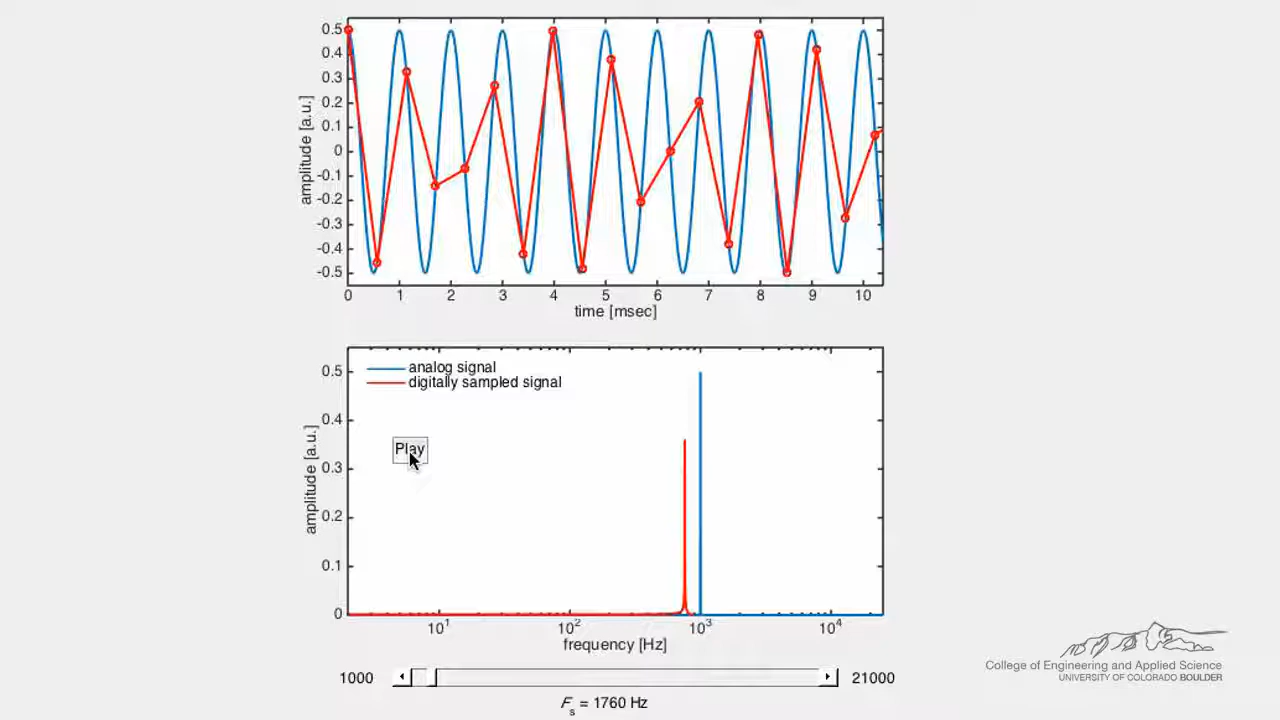 0.5
0.4
0.3
0.2
0.1
0
-0.1
-0.2
-0.3
-0.4
-0.5
amplitude [a.u.]
0 1 2 3 4 5 6 7 8 9 10
time [msec]
analog signal
digitally sampled signal
Play
0.5
0.4
0.3
0.2
0.1
0
amplitude [a.u.]
10¹ 10² 10³ 10⁴
frequency [Hz]
1000 21000
Fₛ = 1760 Hz
College of Engineering and Applied Science
UNIVERSITY OF COLORADO BOULDER